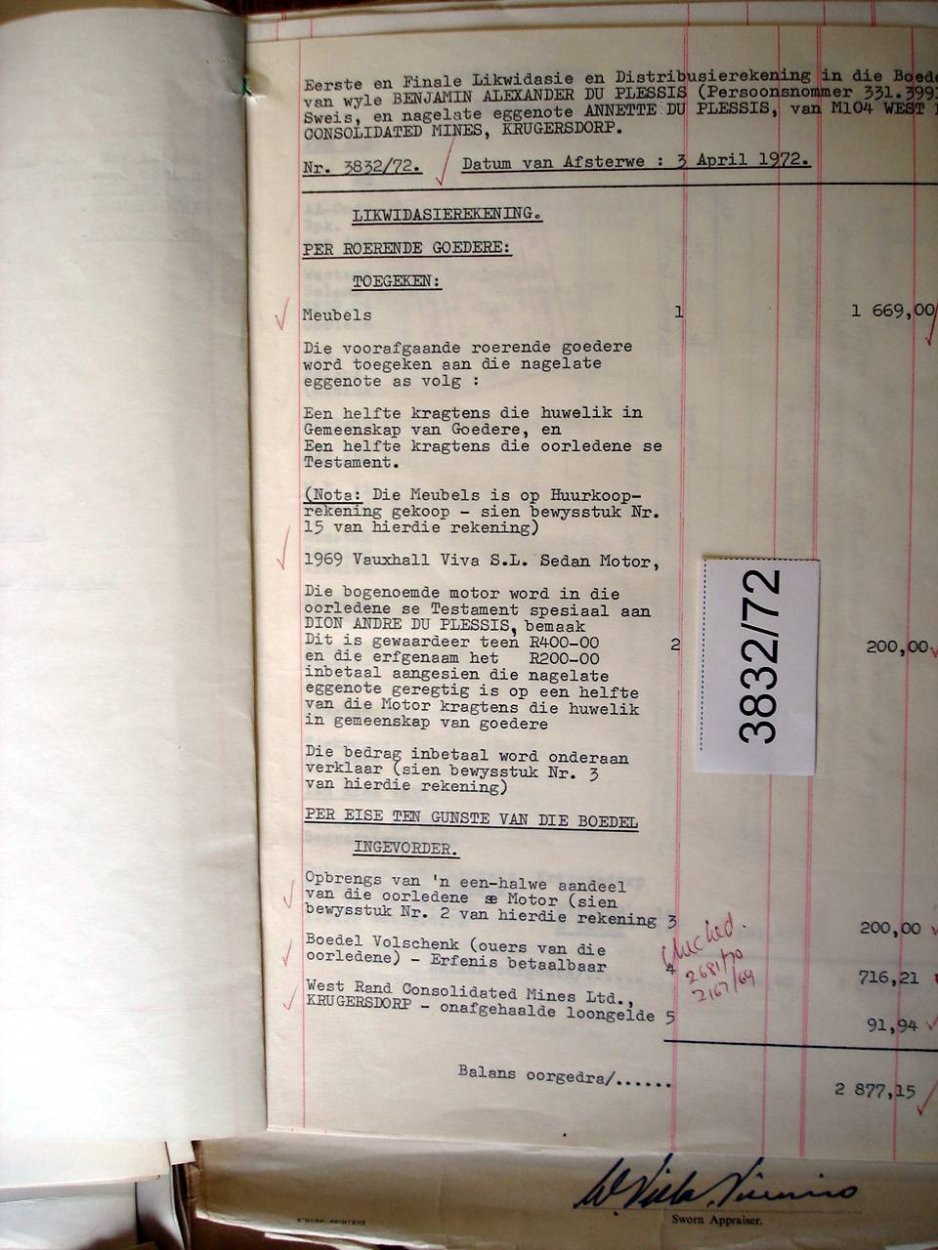 Eerste en Finale Likwidasie en Distribusierekening in die Boede
van wyle BENJAMIN ALEXANDER DU PLESSIS (Persoonsnommer 331.399
Sweis, en nagelate eggenote ANNETTE DU PLESSIS, van M104 WEST
CONSOLIDATED MINES, KRUGERSDORP.
Nr. 3832/72. Datum van Afsterwe : 3 April 1972.
LIKWIDASIEREKENING.
PER ROERENDE GOEDERE:
TOEGEKEN:
Meubels 1 1 669,00
Die voorafgaande roerende goedere
word toegeken aan die nagelate
eggenote as volg :
Een helfte kragtens die huwelik in
Gemeenskap van Goedere, en
Een helfte kragtens die oorledene se
Testament.
(Nota: Die Meubels is op Huurkoop-
rekening gekoop - sien bewysstuk Nr.
15 van hierdie rekening)
1969 Vauxhall Viva S.L. Sedan Motor,
Die bogenoemde motor word in die
oorledene se Testament spesiaal aan
DION ANDRE DU PLESSIS, bemaak
Dit is gewaardeer teen R400-00 2 200,00
en die erfgenaam het R200-00
inbetaal aangesien die nagelate
eggenote geregtig is op een helfte
van die Motor kragtens die huwelik
in gemeenskap van goedere
Die bedrag inbetaal word onderaan
verklaar (sien bewysstuk Nr. 3
van hierdie rekening)
PER EISE TEN GUNSTE VAN DIE BOEDEL
INGEVORDER.
Opbrengs van 'n een-halwe aandeel
van die oorledene æ Motor (sien
bewysstuk Nr. 2 van hierdie rekening 3 200,00
Boedel Volschenk (ouers van die
oorledene) - Erfenis betaalbaar 4 716,21
West Rand Consolidated Mines Ltd.,
KRUGERSDORP - onafgehaalde loongelde 5 91,94
Balans oorgedra/...... 2 877,15
3832/72
Checked.
2681/70
2167/69
Sworn Appraiser.